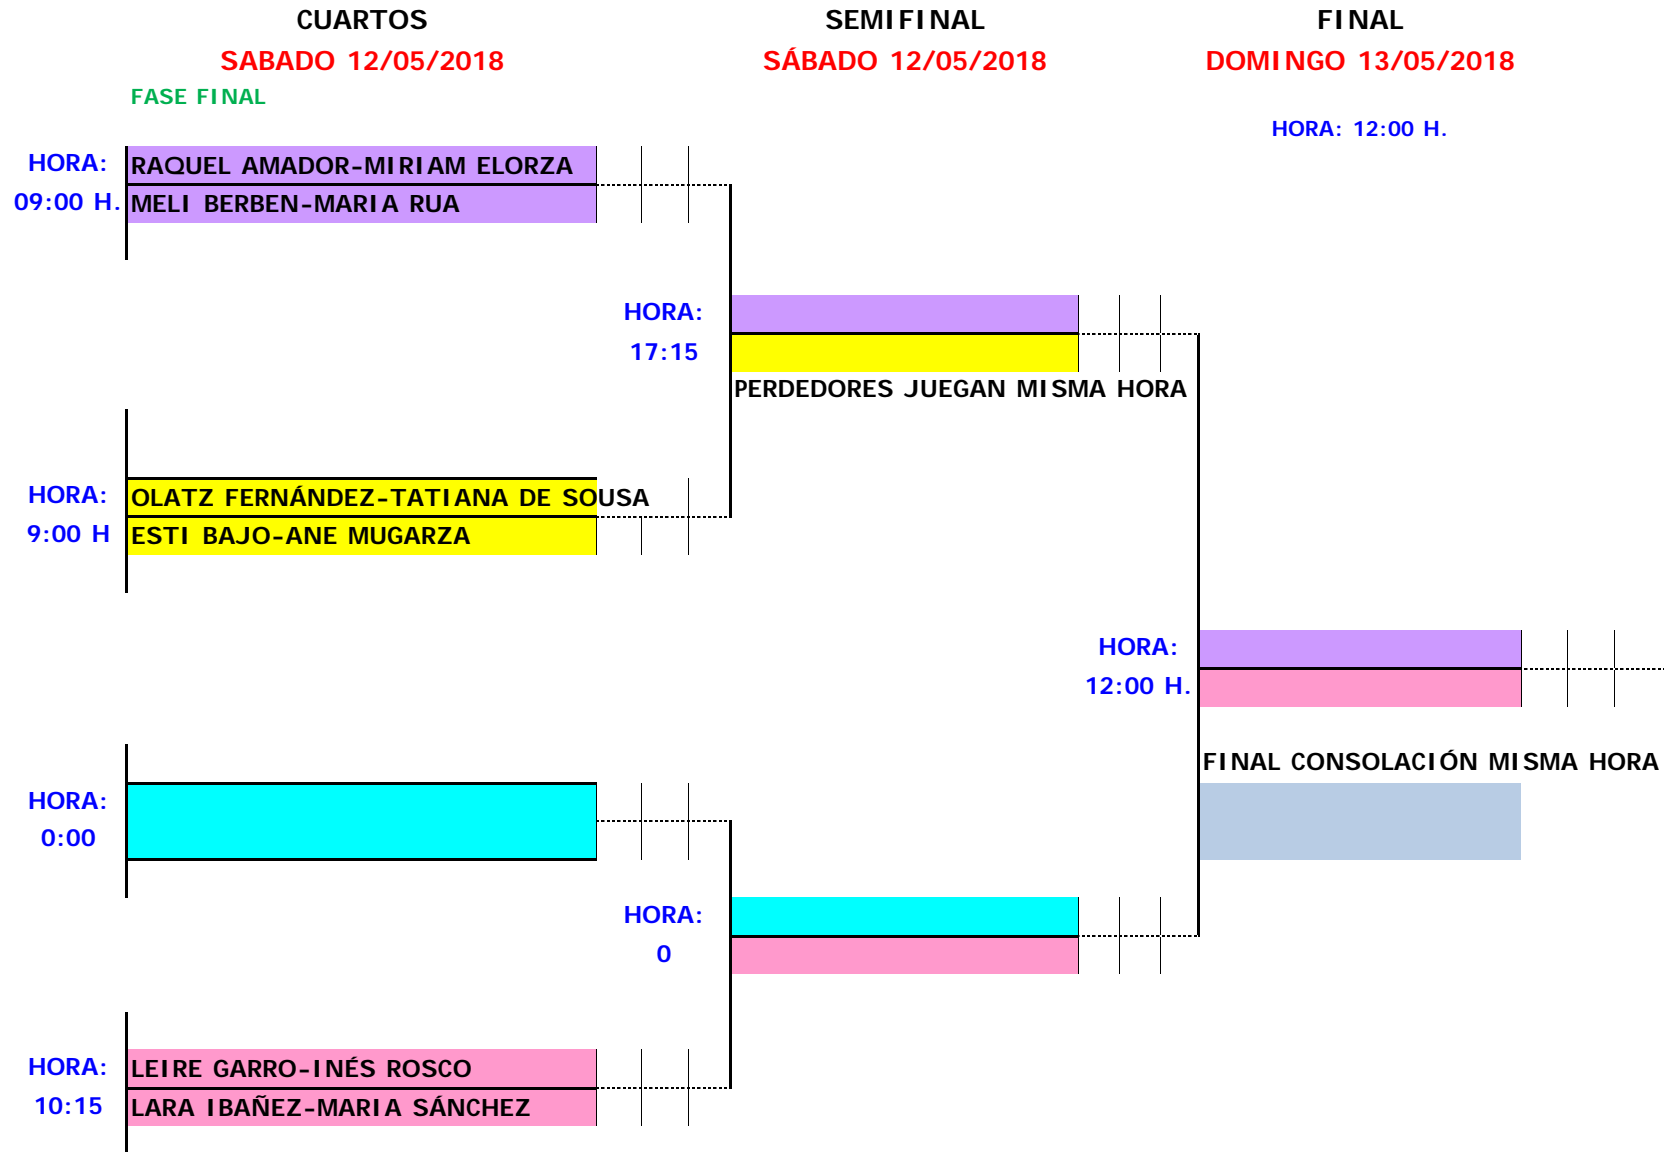 CUARTOS
SEMIFINAL
FINAL
SABADO 12/05/2018
SÁBADO 12/05/2018
DOMINGO 13/05/2018
FASE FINAL
HORA: 12:00 H.
HORA:
RAQUEL AMADOR-MIRIAM ELORZA
09:00 H.
MELI BERBEN-MARIA RUA
HORA:
17:15
PERDEDORES JUEGAN MISMA HORA
HORA:
OLATZ FERNÁNDEZ-TATIANA DE SOUSA
9:00 H
ESTI BAJO-ANE MUGARZA
HORA:
12:00 H.
FINAL CONSOLACIÓN MISMA HORA
HORA:
0:00
HORA:
0
HORA:
LEIRE GARRO-INÉS ROSCO
10:15
LARA IBAÑEZ-MARIA SÁNCHEZ